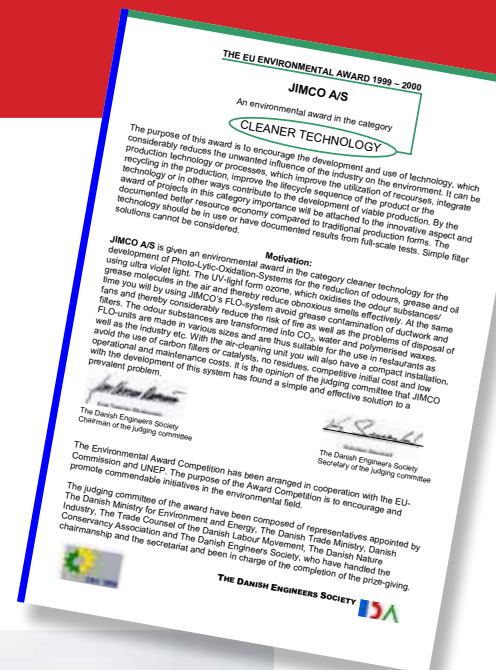 THE EU ENVIRONMENTAL AWARD 1999 – 2000
JIMCO A/S
An environmental award in the category
CLEANER TECHNOLOGY
The purpose of this award is to encourage the development and use of technology, which
considerably reduces the unwanted influence of the industry on the environment. It can be
production technology or processes, which improve the utilization of recourses, integrate
recycling in the production, improve the lifecycle sequence of the product or the
technology or in other ways contribute to the development of viable production. By the
award of projects in this category importance will be attached to the innovative aspect and
documented better resource economy compared to traditional production forms. The
technology should be in use or have documented results from full-scale tests. Simple filter
solutions cannot be considered.
Motivation:
JIMCO A/S is given an environmental award in the category cleaner technology for the
development of Photo-Lytic-Oxidation-Systems for the reduction of odours, grease and oil
using ultra violet light. The UV-light form ozone, which oxidises the odour substances/
grease molecules in the air and thereby reduce obnoxious smells effectively. At the same
time you will by using JIMCO's FLO-system avoid grease contamination of ductwork and
fans and thereby considerably reduce the risk of fire as well as the problems of disposal of
filters. The odour substances are transformed into CO₂, water and polymerised waxes.
FLO-units are made in various sizes and are thus suitable for the use in restaurants as
well as the industry etc. With the air-cleaning unit you will also have a compact installation.
avoid the use of carbon filters or catalysts, no residues, competitive initial cost and low
operational and maintenance costs. It is the opinion of the judging committee that JIMCO
with the development of this system has found a simple and effective solution to a
prevalent problem.
The Danish Engineers Society
Chairman of the judging committee
The Danish Engineers Society
Secretary of the judging committee
The Environmental Award Competition has been arranged in cooperation with the EU-
Commission and UNEP. The purpose of the Award Competition is to encourage and
promote commendable initiatives in the environmental field.
The judging committee of the award have been composed of representatives appointed by
The Danish Ministry for Environment and Energy, The Danish Trade Ministry, Danish
Industry, The Trade Counsel of the Danish Labour Movement, The Danish Nature
Conservancy Association and The Danish Engineers Society, who have handled the
chairmanship and the secretariat and been in charge of the completion of the prize-giving.
THE DANISH ENGINEERS SOCIETY